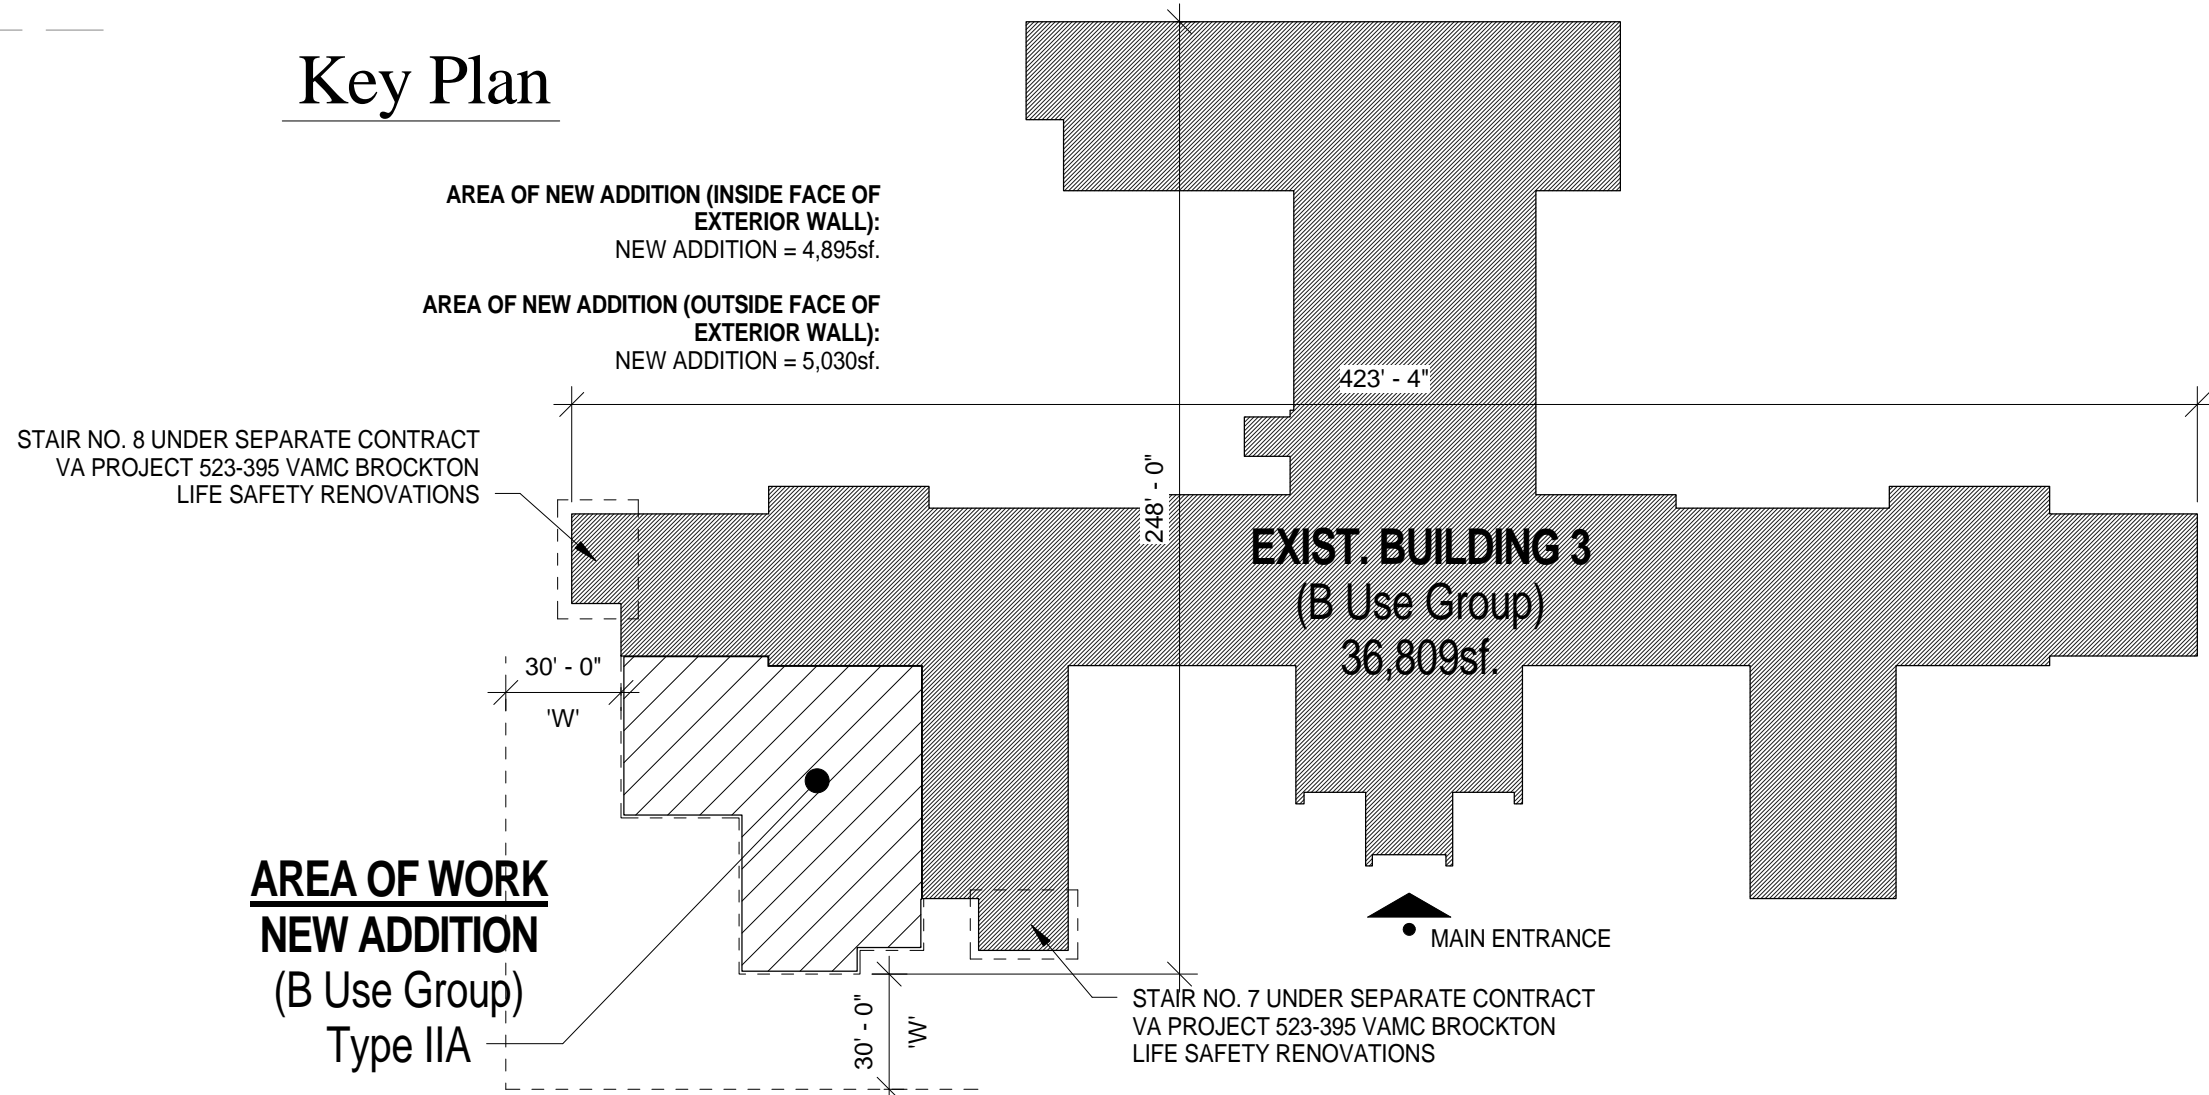 Key Plan
AREA OF NEW ADDITION (INSIDE FACE OF
EXTERIOR WALL):
NEW ADDITION = 4,895sf.
AREA OF NEW ADDITION (OUTSIDE FACE OF
EXTERIOR WALL):
NEW ADDITION = 5,030sf.
423' - 4"
STAIR NO. 8 UNDER SEPARATE CONTRACT
VA PROJECT 523-395 VAMC BROCKTON
LIFE SAFETY RENOVATIONS
248' - 0"
EXIST. BUILDING 3
(B Use Group)
36,809sf.
30' - 0"
'W'
AREA OF WORK
NEW ADDITION
(B Use Group)
Type IIA
MAIN ENTRANCE
30' - 0"
'W'
STAIR NO. 7 UNDER SEPARATE CONTRACT
VA PROJECT 523-395 VAMC BROCKTON
LIFE SAFETY RENOVATIONS